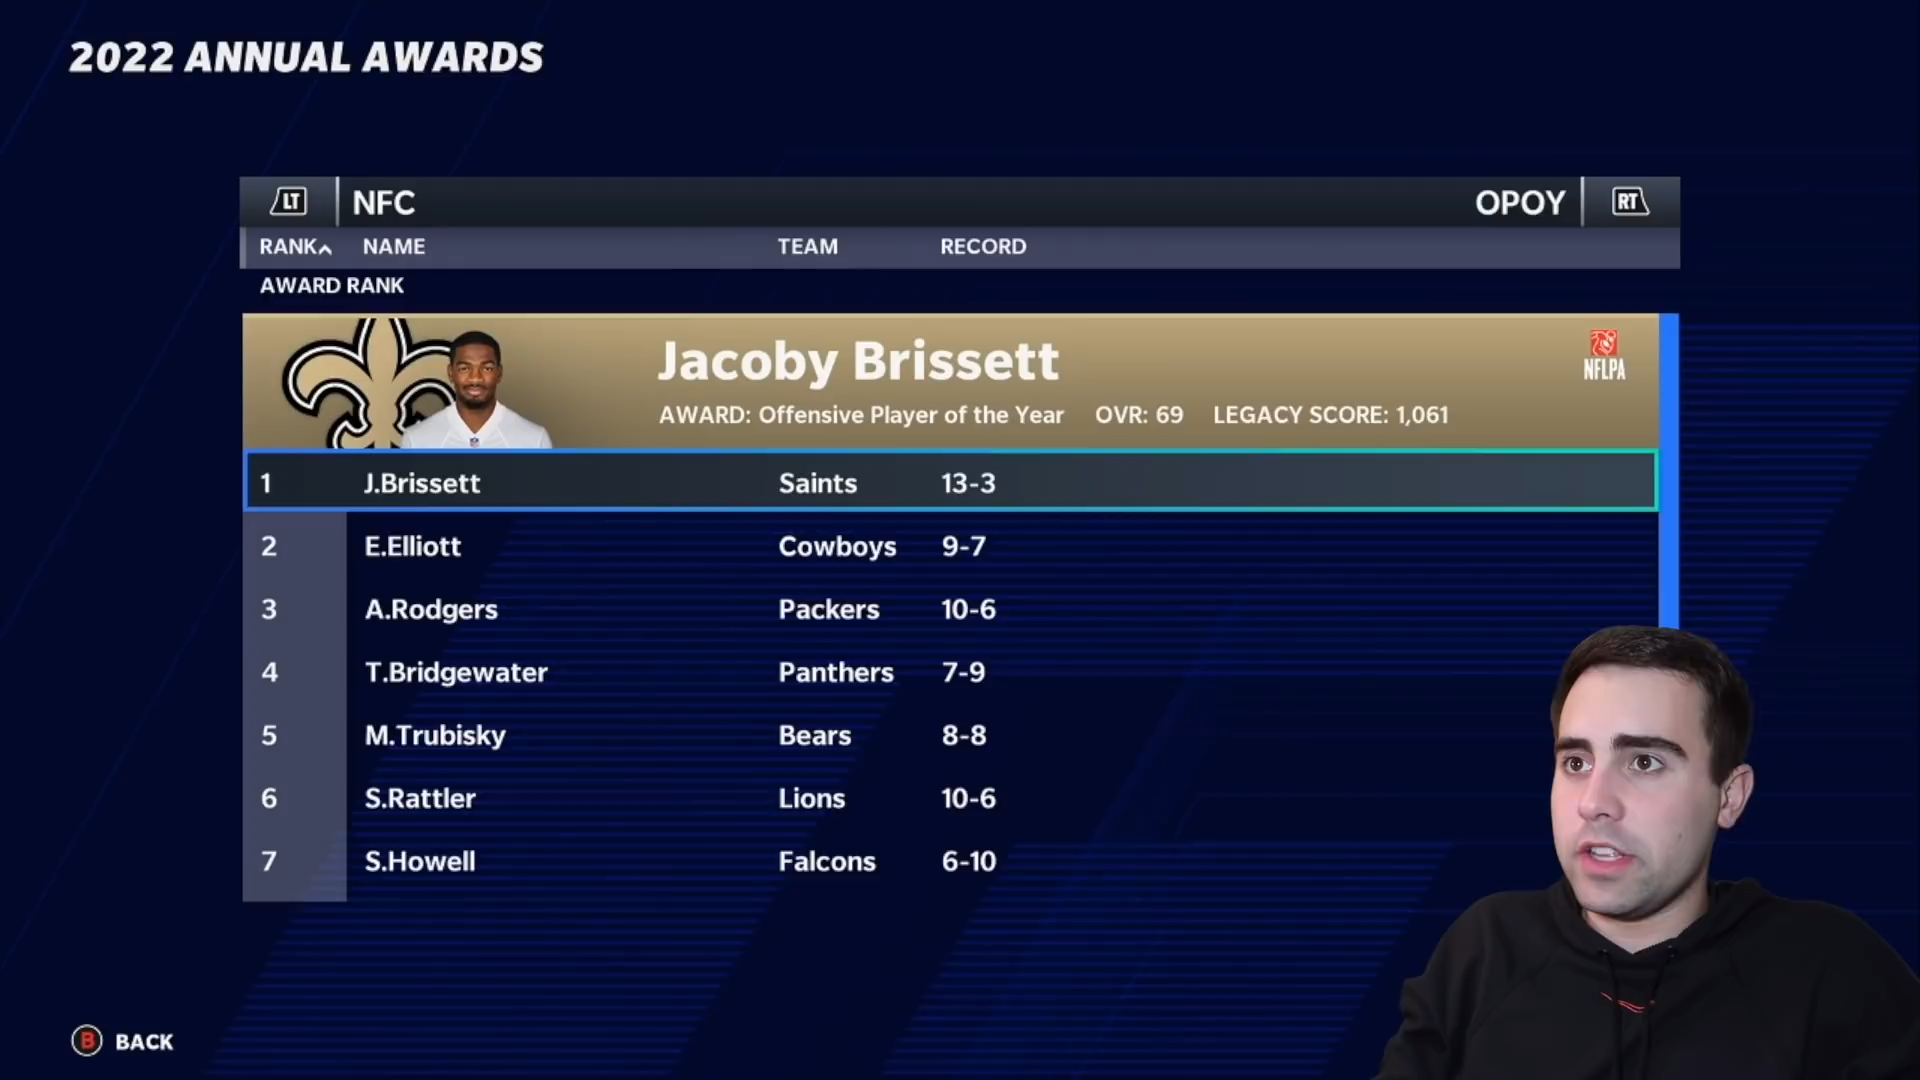 2022 ANNUAL AWARDS
LT NFC OPOY RT
RANK NAME TEAM RECORD
AWARD RANK
Jacoby Brissett
AWARD: Offensive Player of the Year OVR: 69 LEGACY SCORE: 1,061
NFLPA
1 J.Brissett Saints 13-3
2 E.Elliott Cowboys 9-7
3 A.Rodgers Packers 10-6
4 T.Bridgewater Panthers 7-9
5 M.Trubisky Bears 8-8
6 S.Rattler Lions 10-6
7 S.Howell Falcons 6-10
B BACK